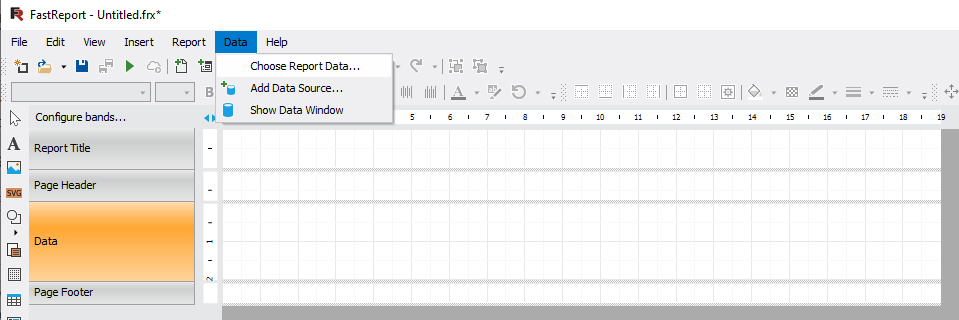 FastReport - Untitled.frx*
File Edit View Insert Report Data Help
Choose Report Data...
Add Data Source...
Show Data Window
B
A
Configure bands...
5 6 7 8 9 10 11 12 13 14 15 16 17 18 19
A
Report Title
SVG
Page Header
Data
1
2
Page Footer